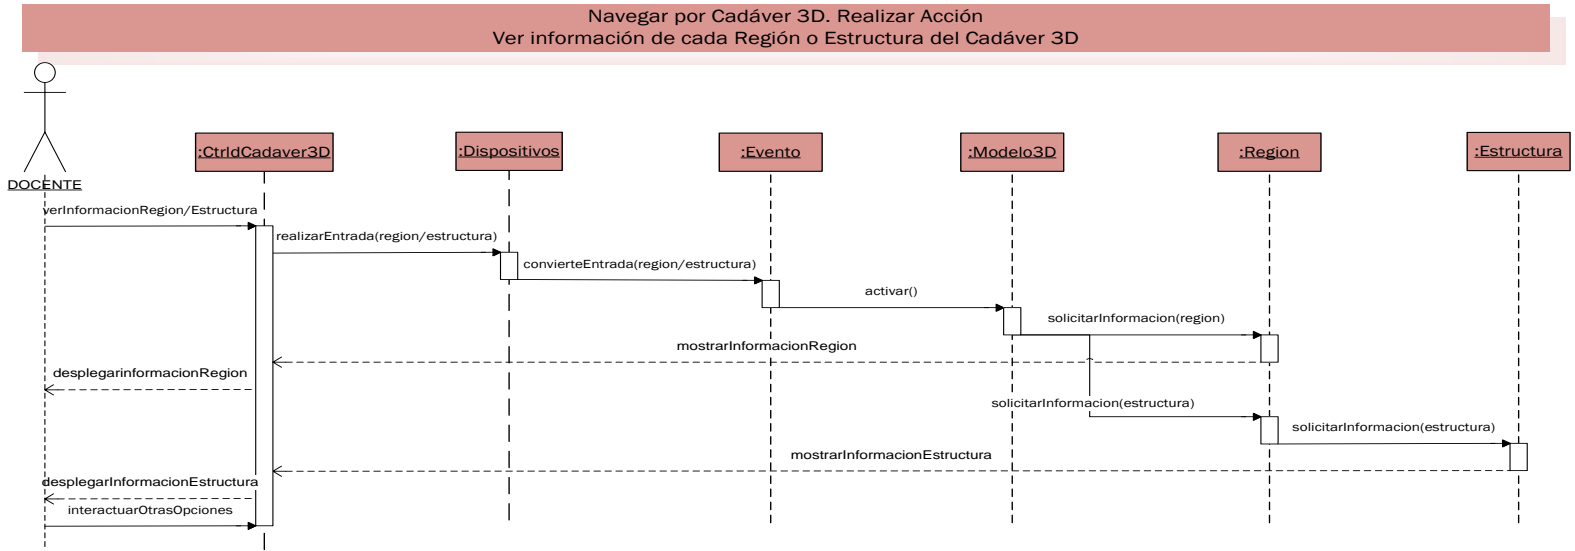 Navegar por Cadáver 3D. Realizar Acción
Ver información de cada Región o Estructura del Cadáver 3D
:CtrldCadaver3D
:Dispositivos
:Evento
:Modelo3D
:Region
:Estructura
DOCENTE
verInformacionRegion/Estructura
realizarEntrada(region/estructura)
convierteEntrada(region/estructura)
activar()
solicitarInformacion(region)
mostrarInformacionRegion
desplegarinformacionRegion
solicitarInformacion(estructura)
solicitarInformacion(estructura)
mostrarInformacionEstructura
desplegarInformacionEstructura
interactuarOtrasOpciones